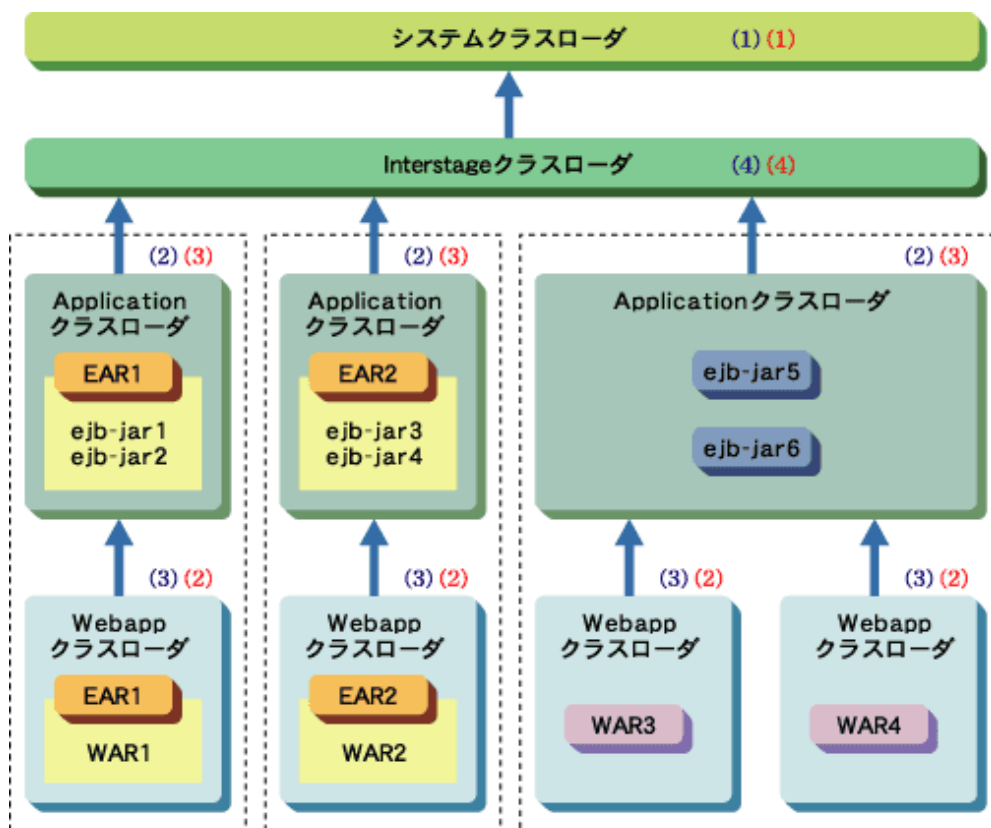 システムクラスローダ (1) (1)
Interstageクラスローダ (4) (4)
(2) (3)
Application
クラスローダ
EAR1
ejb-jar1
ejb-jar2
(2) (3)
Application
クラスローダ
EAR2
ejb-jar3
ejb-jar4
(2) (3)
Applicationクラスローダ
ejb-jar5
ejb-jar6
(3) (2)
Webapp
クラスローダ
EAR1
WAR1
(3) (2)
Webapp
クラスローダ
EAR2
WAR2
(3) (2)
Webapp
クラスローダ
WAR3
(3) (2)
Webapp
クラスローダ
WAR4